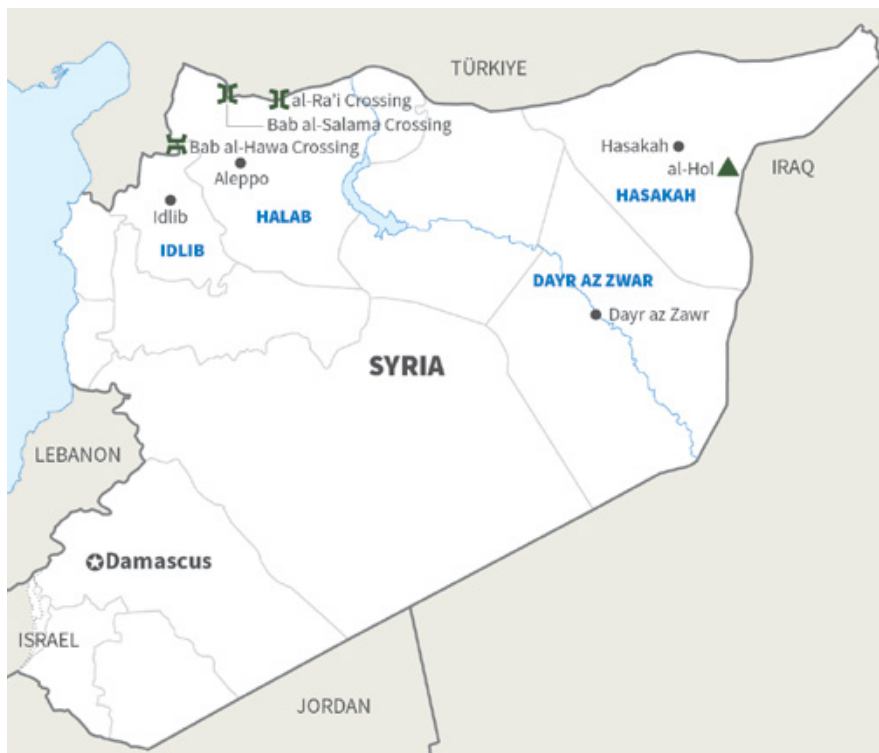 TÜRKIYE
al-Ra'i Crossing
Bab al-Salama Crossing
Bab al-Hawa Crossing
Aleppo
Hasakah
al-Hol
IRAQ
HASAKAH
Idlib
HALAB
IDLIB
DAYR AZ ZWAR
Dayr az Zawr
SYRIA
LEBANON
Damascus
ISRAEL
JORDAN